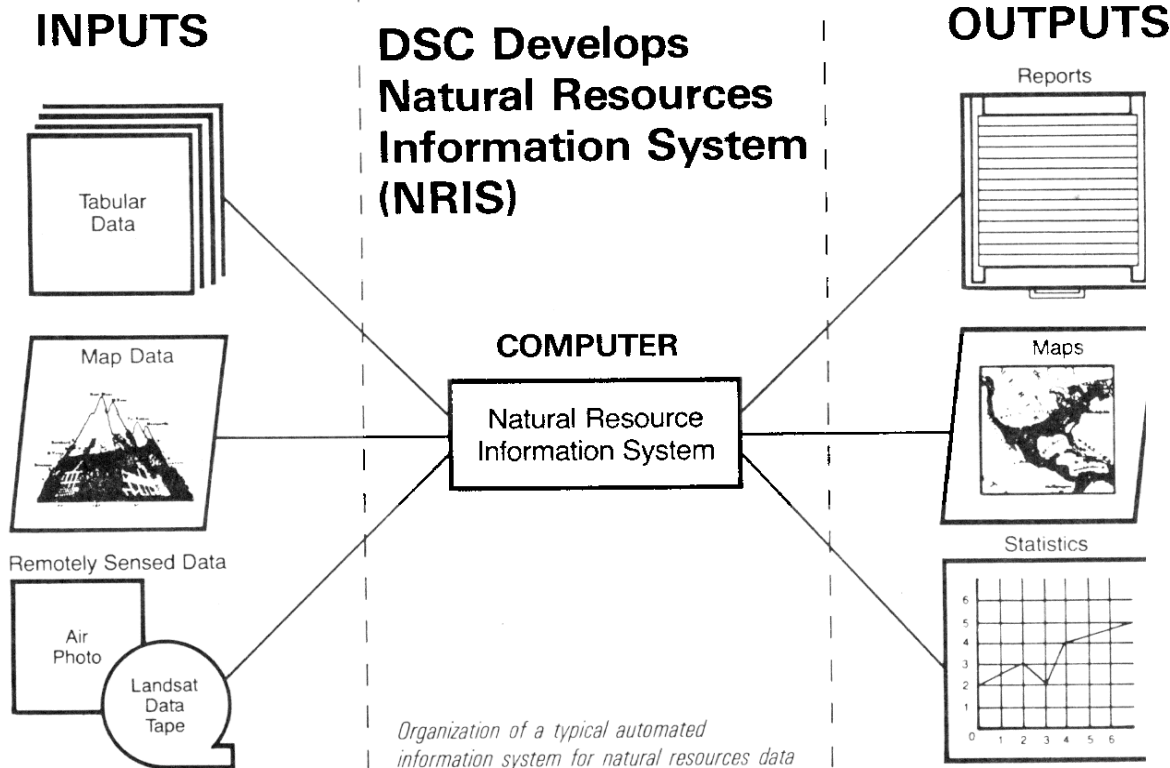 INPUTS
DSC Develops
Natural Resources
Information System
(NRIS)
OUTPUTS
Tabular
Data
Map Data
Remotely Sensed Data
Air
Photo
Landsat
Data
Tape
COMPUTER
Natural Resource
Information System
Reports
Maps
Statistics
6
5
4
3
2
1
0 1 2 3 4 5 6
Organization of a typical automated
information system for natural resources data